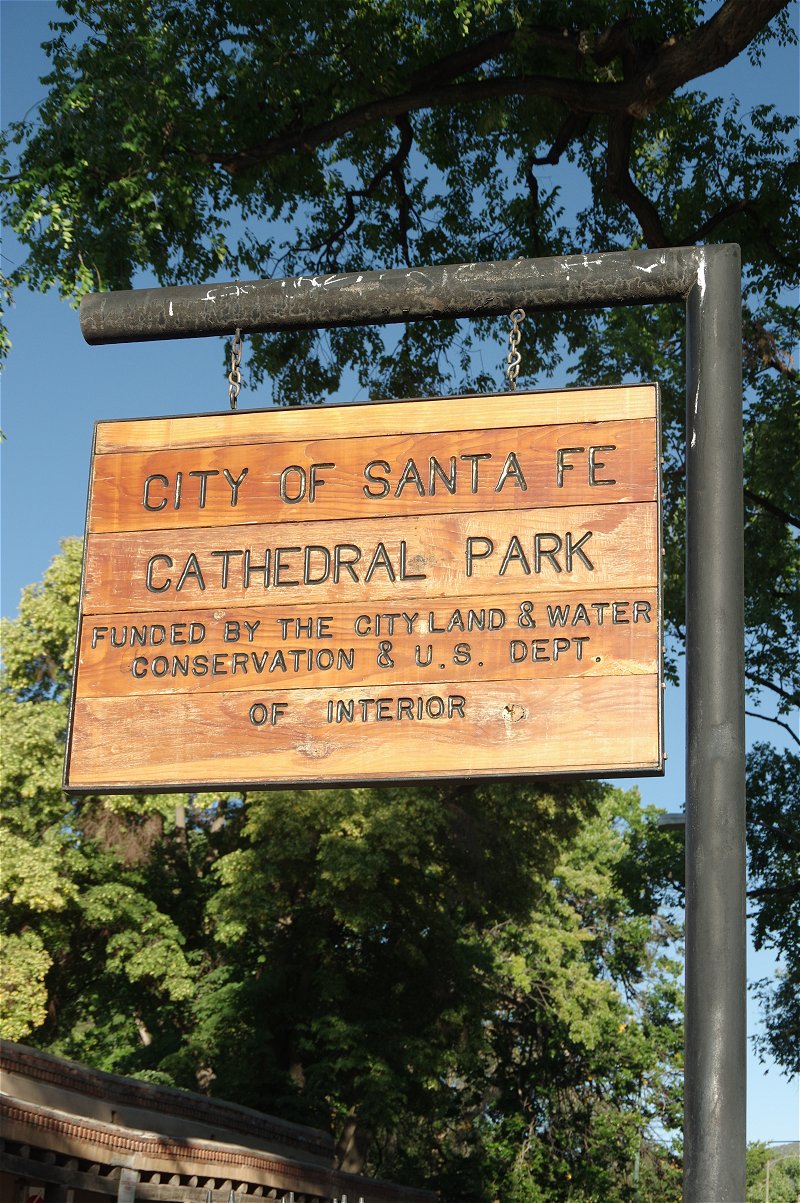 CITY OF SANTA FE
CATHEDRAL PARK
FUNDED BY THE CITY LAND & WATER
CONSERVATION & U.S. DEPT.
OF INTERIOR